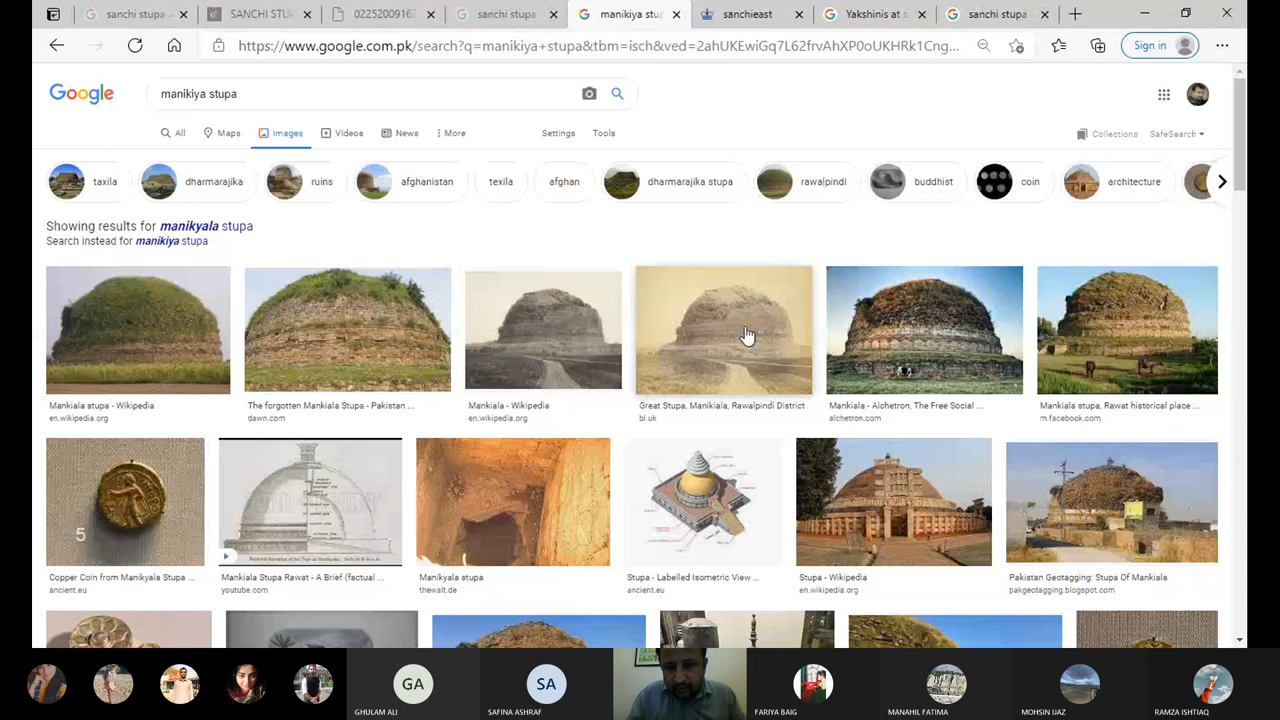 sanchi stupa
SANCHI STU
02252009162
sanchi stupa
manikiya stup
sanchieast
Yakshinis at s
sanchi stupa
https://www.google.com.pk/search?q=manikiya+stupa&tbm=isch&ved=2ahUKEwiGq7L62frvAhXP0oUKHRk1Cng...
Sign in
Google
manikiya stupa
All
Maps
Images
Videos
News
More
Settings
Tools
Collections
SafeSearch
taxila
dharmarajika
ruins
afghanistan
texila
afghan
dharmarajika stupa
rawalpindi
buddhist
coin
architecture
Showing results for manikyala stupa
Search instead for manikiya stupa
Mankiala stupa - Wikipedia
en.wikipedia.org
The forgotten Mankiala Stupa - Pakistan ...
dawn.com
Mankiala - Wikipedia
en.wikipedia.org
Great Stupa, Manikiala, Rawalpindi District
bl.uk
Mankiala - Alchetron, The Free Social ...
alchetron.com
Mankiala stupa, Rawat historical place ...
m.facebook.com
5
Copper Coin from Manikyala Stupa ...
ancient.eu
Mankiala Stupa Rawat - A Brief (factual ...
youtube.com
Manikyala stupa
thewalt.de
Stupa - Labelled Isometric View ...
ancient.eu
Stupa - Wikipedia
en.wikipedia.org
Pakistan Geotagging: Stupa Of Mankiala
pakgeotagging.blogspot.com
GA
GHULAM ALI
SA
SAFINA ASHRAF
FARIYA BAIG
MANAHIL FATIMA
MOHSIN IJAZ
RAMZA ISHTIAQ